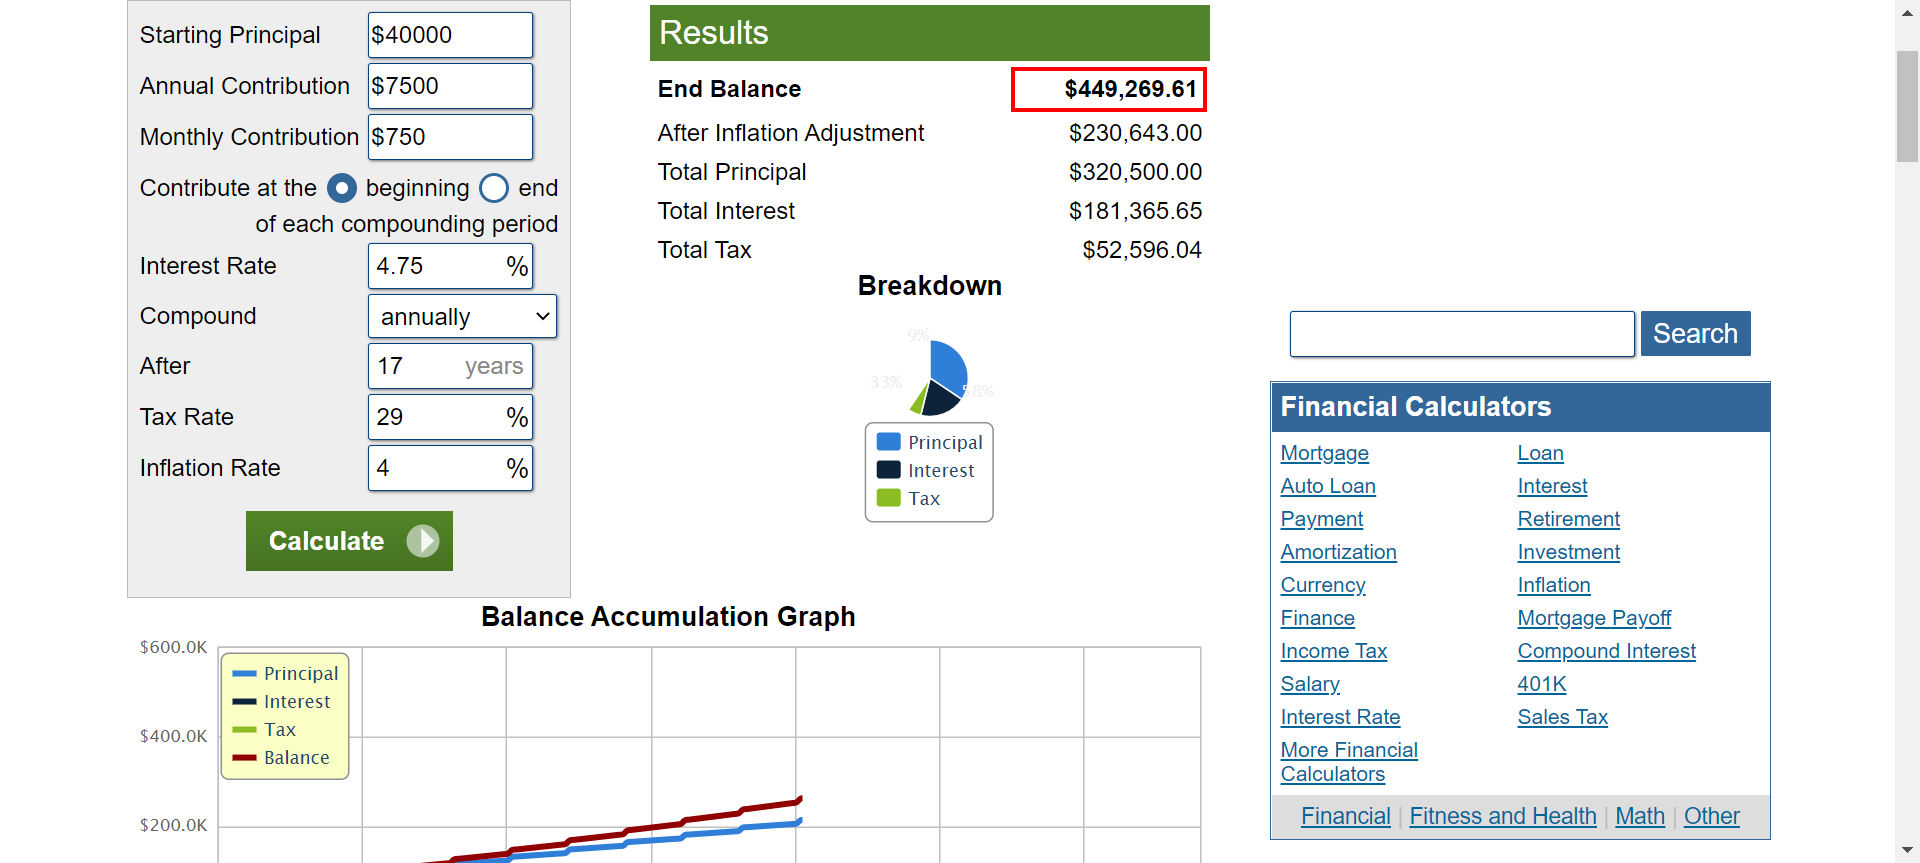 Starting Principal $40000
Annual Contribution $7500
Monthly Contribution $750
Contribute at the beginning end
of each compounding period
Interest Rate 4.75 %
Compound annually
After 17 years
Tax Rate 29 %
Inflation Rate 4 %
Calculate
Results
End Balance $449,269.61
After Inflation Adjustment $230,643.00
Total Principal $320,500.00
Total Interest $181,365.65
Total Tax $52,596.04
Breakdown
9%
33%
58%
Principal
Interest
Tax
Balance Accumulation Graph
$600.0K
$400.0K
$200.0K
Principal
Interest
Tax
Balance
Search
Financial Calculators
Mortgage Loan
Auto Loan Interest
Payment Retirement
Amortization Investment
Currency Inflation
Finance Mortgage Payoff
Income Tax Compound Interest
Salary 401K
Interest Rate Sales Tax
More Financial
Calculators
Financial | Fitness and Health | Math | Other